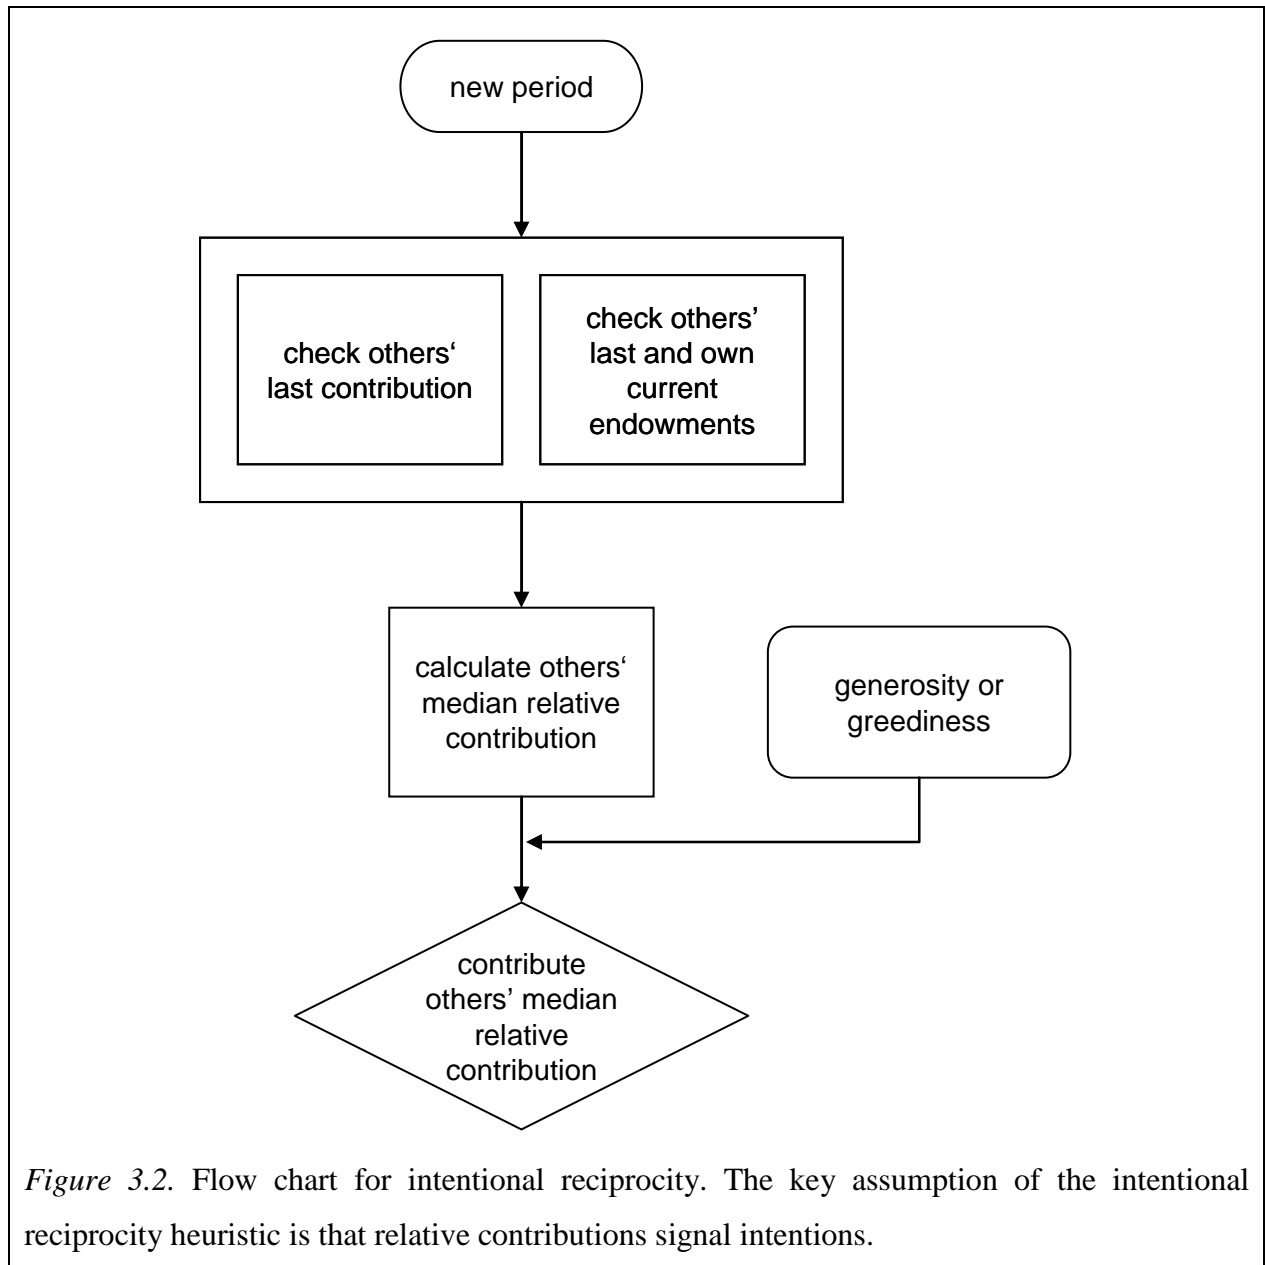 new period
check others‘
last contribution
check others’
last and own
current
endowments
calculate others‘
median relative
contribution
generosity or
greediness
contribute
others’ median
relative
contribution
Figure 3.2. Flow chart for intentional reciprocity. The key assumption of the intentional
reciprocity heuristic is that relative contributions signal intentions.